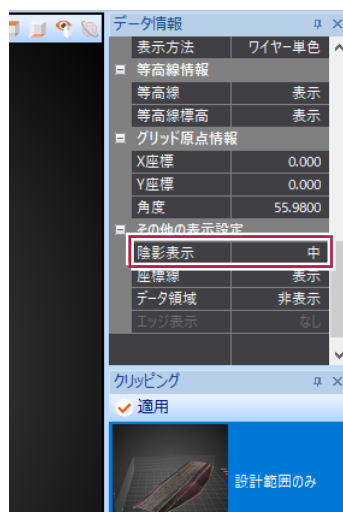 データ情報
表示方法 ワイヤー単色
等高線情報
等高線 表示
等高線標高 表示
グリッド原点情報
X座標 0.000
Y座標 0.000
角度 55.9800
その他の表示設定
陰影表示 中
座標線 表示
データ領域 非表示
エッジ表示 なし
クリッピング
適用
設計範囲のみ